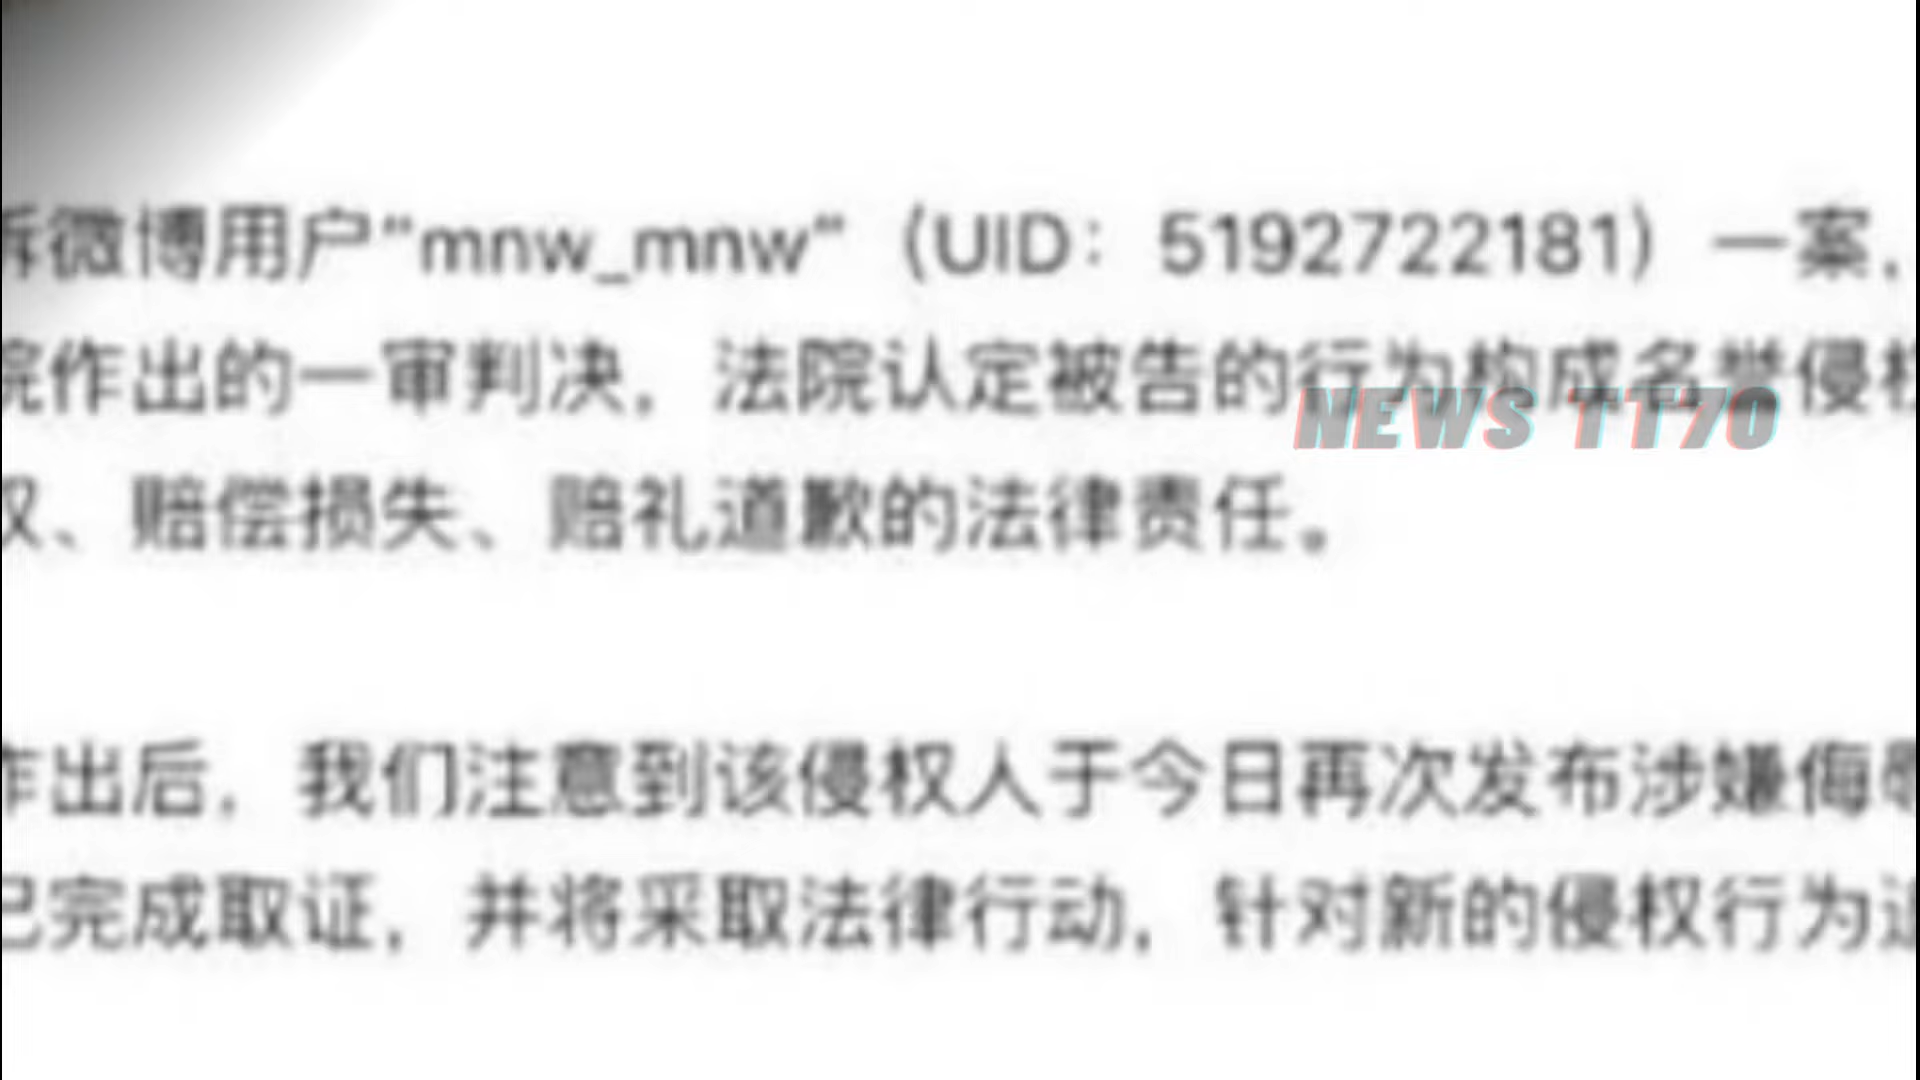 诉微博用户“mnw_mnw”（UID：5192722181）一案，
院作出的一审判决，法院认定被告的行为构成名誉侵权
NEWS TT70
权、赔偿损失、赔礼道歉的法律责任。
作出后，我们注意到该侵权人于今日再次发布涉嫌侮辱
已完成取证，并将采取法律行动，针对新的侵权行为追